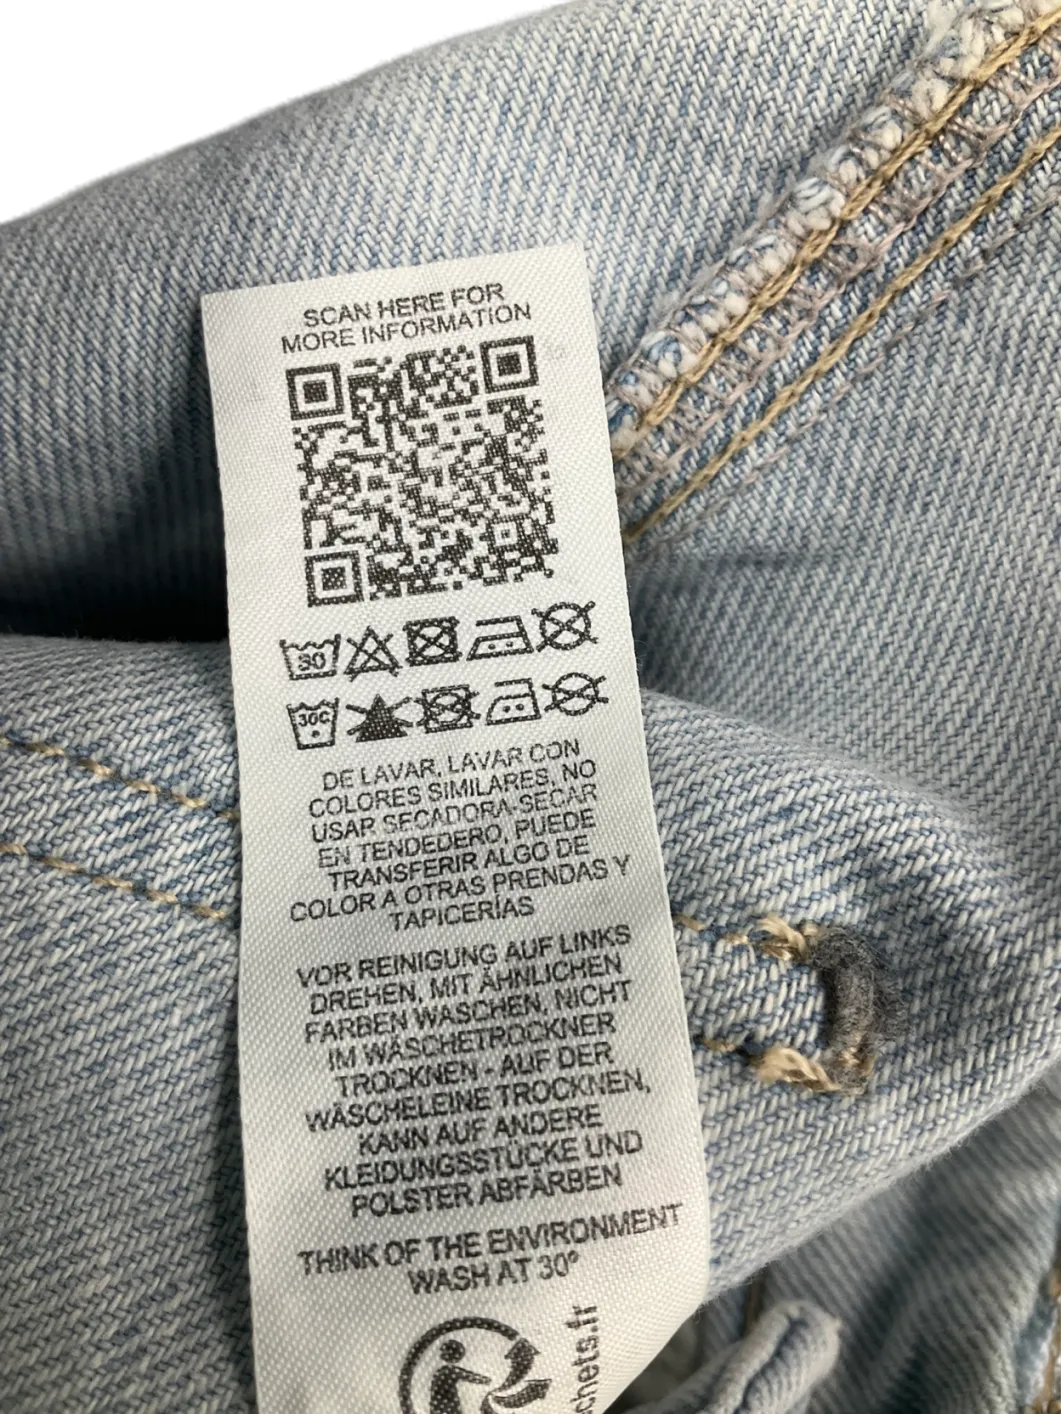 SCAN HERE FOR
MORE INFORMATION
30
30C
DE LAVAR, LAVAR CON
COLORES SIMILARES, NO
USAR SECADORA-SECAR
EN TENDEDERO, PUEDE
TRANSFERIR ALGO DE
COLOR A OTRAS PRENDAS Y
TAPICERÍAS
VOR REINIGUNG AUF LINKS
DREHEN, MIT ÄHNLICHEN
FARBEN WASCHEN, NICHT
IM WÄSCHETROCKNER
TROCKNEN - AUF DER
WÄSCHELEINE TROCKNEN,
KANN AUF ANDERE
KLEIDUNGSSTÜCKE UND
POLSTER ABFÄRBEN
THINK OF THE ENVIRONMENT
WASH AT 30°
chets.fr